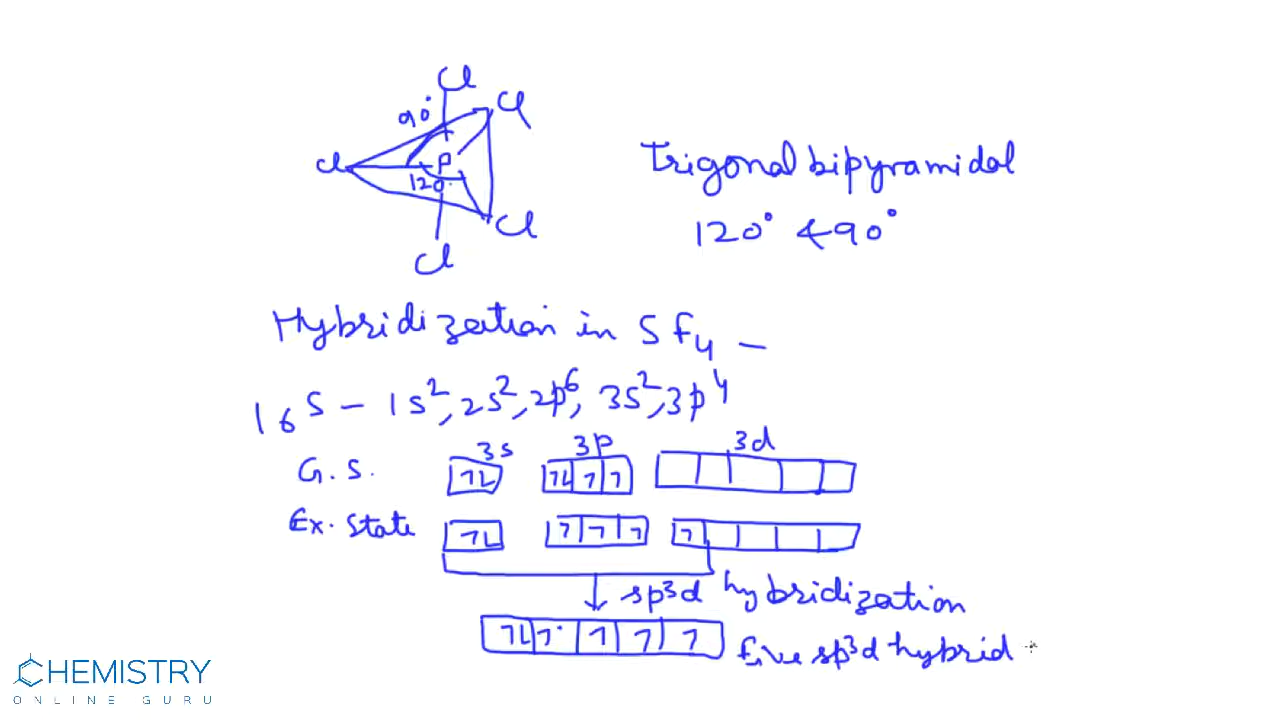 Cl
90° Cl
Cl P
120
Cl
Cl
Trigonal bipyramidal
120° & 90°
Hybridization in SF4 –
16S – 1s², 2s², 2p⁶, 3s², 3p⁴
3s 3p 3d
G.S.
Ex. State
sp³d hybridization
five sp³d hybrid
CHEMISTRY
ONLINE GURU